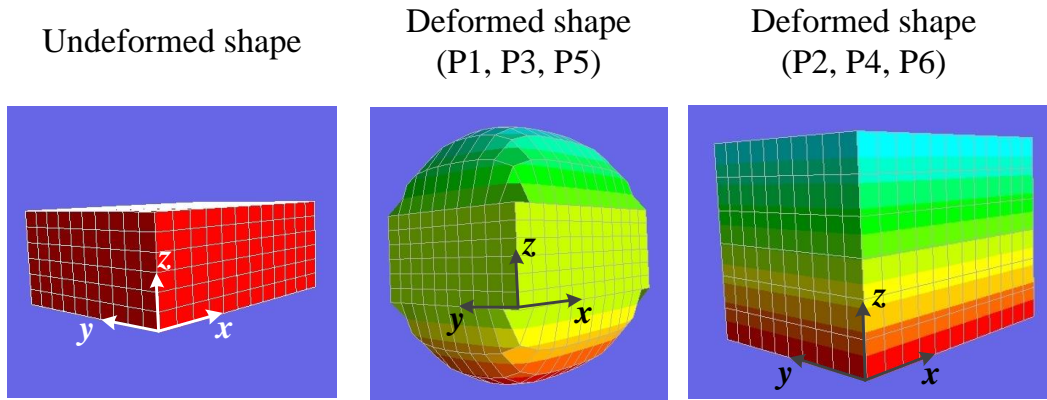 Undeformed shape
Deformed shape
(P1, P3, P5)
Deformed shape
(P2, P4, P6)
z
y
x
z
y
x
z
y
x